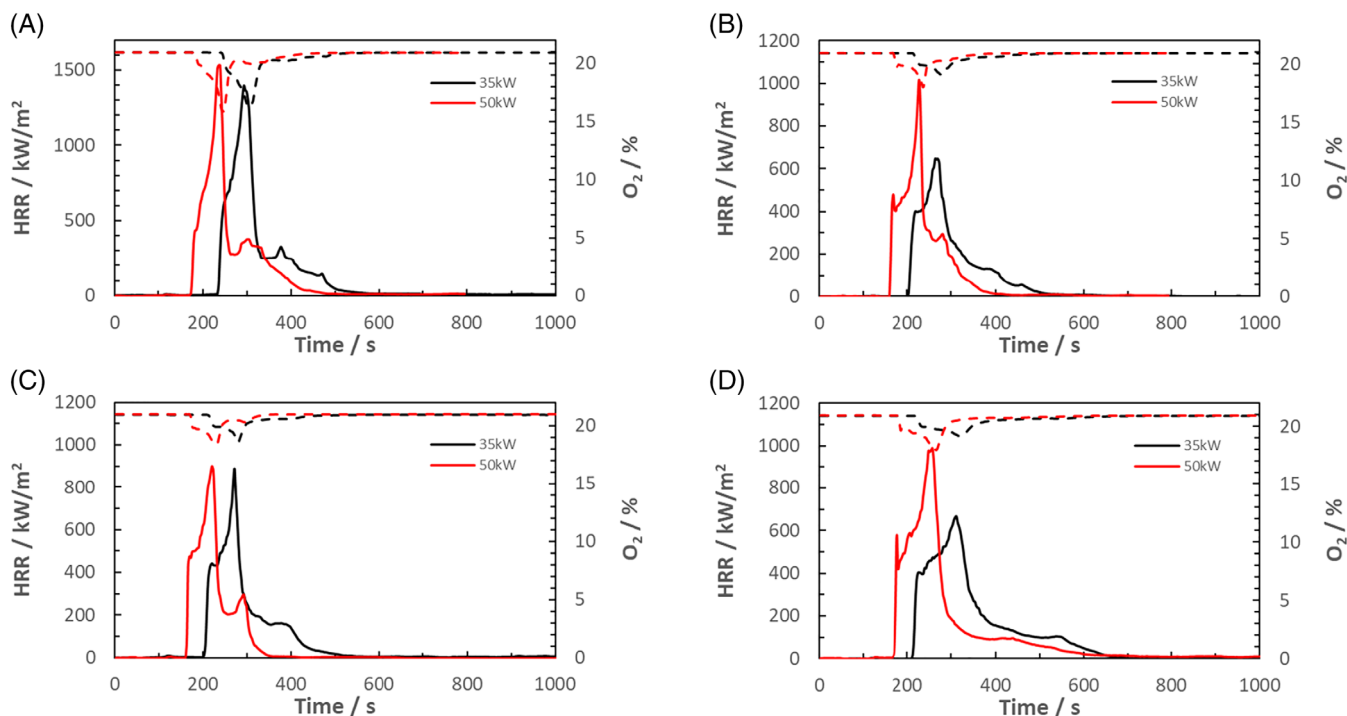 (A)
HRR / kW/m²
1500
1000
500
0
35kW
50kW
20
15
10
5
0
O₂ / %
0 200 400 600 800 1000
Time / s
(B)
HRR / kW/m²
1200
1000
800
600
400
200
0
35kW
50kW
20
15
10
5
0
O₂ / %
0 200 400 600 800 1000
Time / s
(C)
HRR / kW/m²
1200
1000
800
600
400
200
0
35kW
50kW
20
15
10
5
0
O₂ / %
0 200 400 600 800 1000
Time / s
(D)
HRR / kW/m²
1200
1000
800
600
400
200
0
35kW
50kW
20
15
10
5
0
O₂ / %
0 200 400 600 800 1000
Time / s